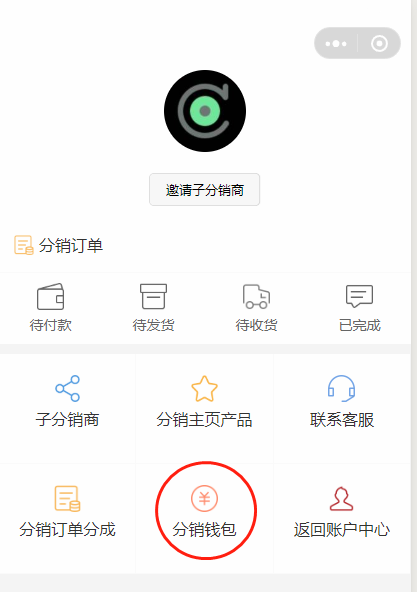 邀请子分销商
分销订单
待付款 待发货 待收货 已完成
子分销商 分销主页产品 联系客服
分销订单分成 分销钱包 返回账户中心